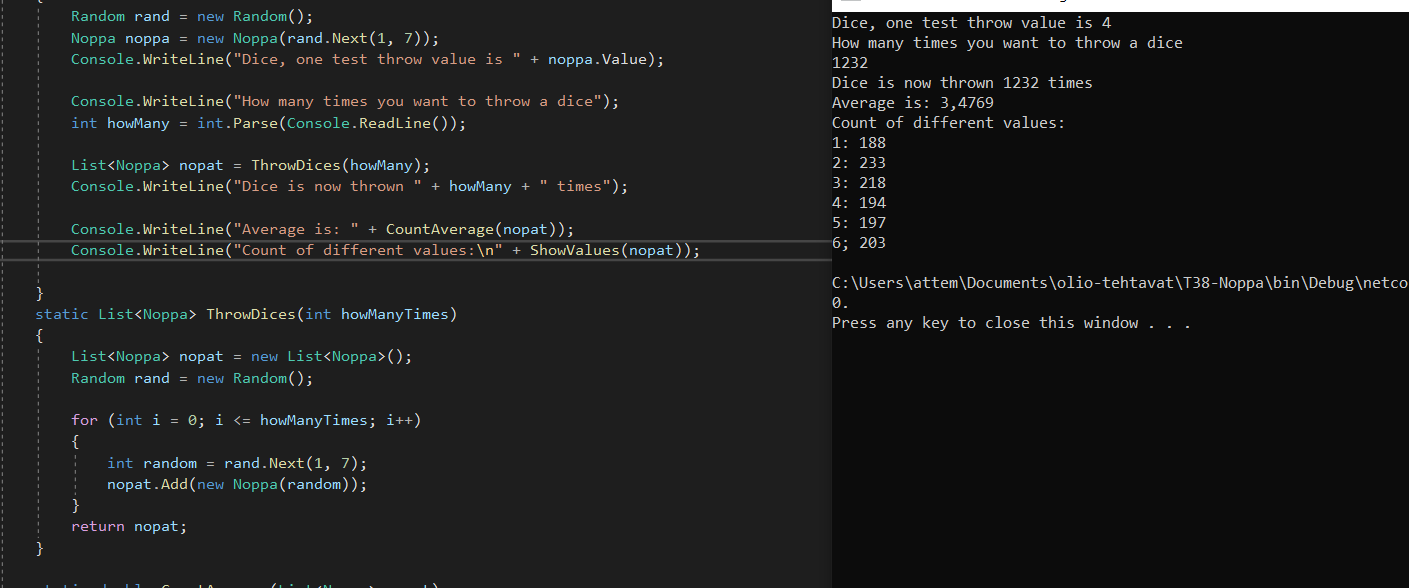 Random rand = new Random();
Noppa noppa = new Noppa(rand.Next(1, 7));
Console.WriteLine("Dice, one test throw value is " + noppa.Value);
Console.WriteLine("How many times you want to throw a dice");
int howMany = int.Parse(Console.ReadLine());
List<Noppa> nopat = ThrowDices(howMany);
Console.WriteLine("Dice is now thrown " + howMany + " times");
Console.WriteLine("Average is: " + CountAverage(nopat));
Console.WriteLine("Count of different values:\n" + ShowValues(nopat));
}
static List<Noppa> ThrowDices(int howManyTimes)
{
List<Noppa> nopat = new List<Noppa>();
Random rand = new Random();
for (int i = 0; i <= howManyTimes; i++)
{
int random = rand.Next(1, 7);
nopat.Add(new Noppa(random));
}
return nopat;
}
Dice, one test throw value is 4
How many times you want to throw a dice
1232
Dice is now thrown 1232 times
Average is: 3,4769
Count of different values:
1: 188
2: 233
3: 218
4: 194
5: 197
6; 203
C:\Users\attem\Documents\olio-tehtavat\T38-Noppa\bin\Debug\netco
0.
Press any key to close this window . . .